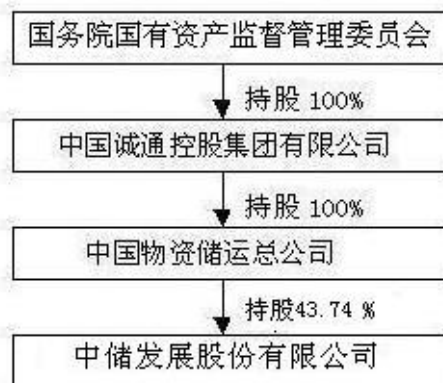 国务院国有资产监督管理委员会
持股 100%
中国诚通控股集团有限公司
持股 100%
中国物资储运总公司
持股43.74 %
中储发展股份有限公司